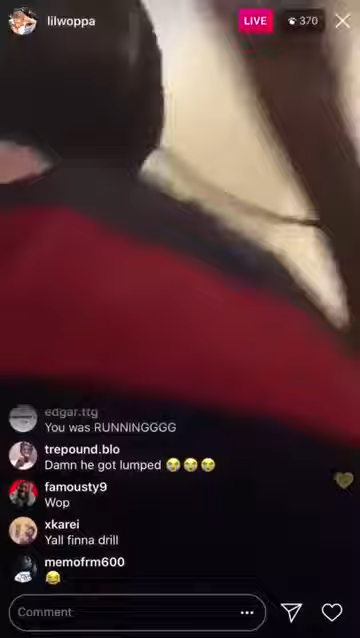 lilwoppa
LIVE
370
edgar.ttg
You was RUNNINGGGG
trepound.blo
Damn he got lumped 😭😭😭
famousty9
Wop
xkarei
Yall finna drill
memofrm600
😂
Comment